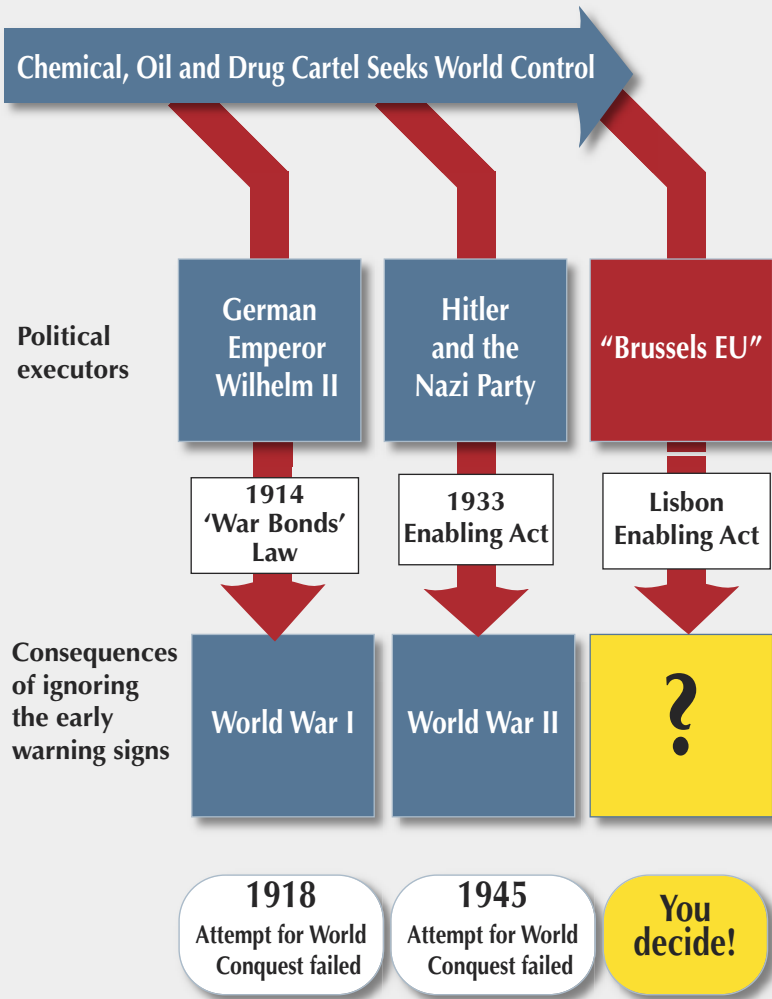 Chemical, Oil and Drug Cartel Seeks World Control
Political
executors
German
Emperor
Wilhelm II
Hitler
and the
Nazi Party
“Brussels EU”
1914
‘War Bonds’
Law
1933
Enabling Act
Lisbon
Enabling Act
Consequences
of ignoring
the early
warning signs
World War I
World War II
?
1918
Attempt for World
Conquest failed
1945
Attempt for World
Conquest failed
You
decide!